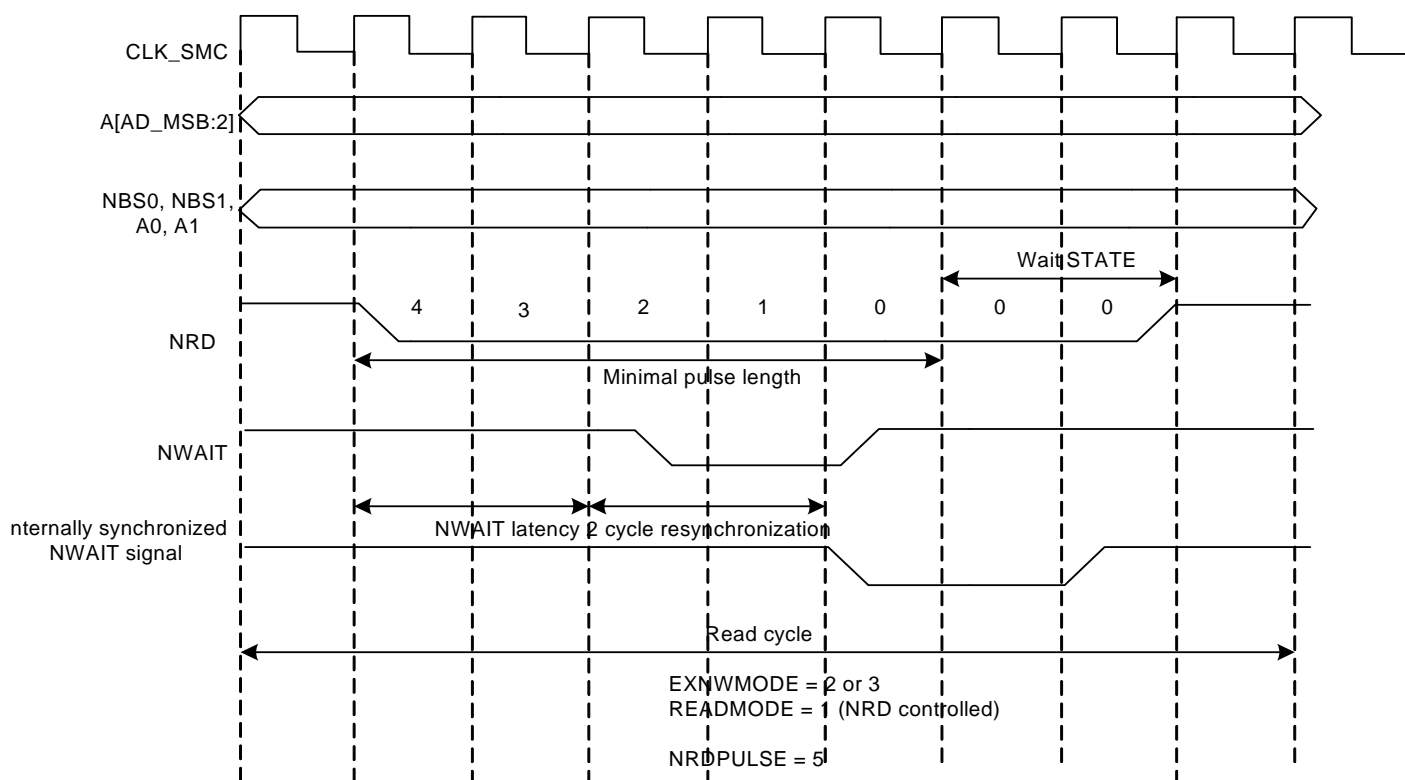 CLK_SMC
A[AD_MSB:2]
NBS0, NBS1,
A0, A1
Wait STATE
4 3 2 1 0 0 0
NRD
Minimal pulse length
NWAIT
NWAIT latency 2 cycle resynchronization
nternally synchronized
NWAIT signal
Read cycle
EXNWMODE = 2 or 3
READMODE = 1 (NRD controlled)
NRDPULSE = 5